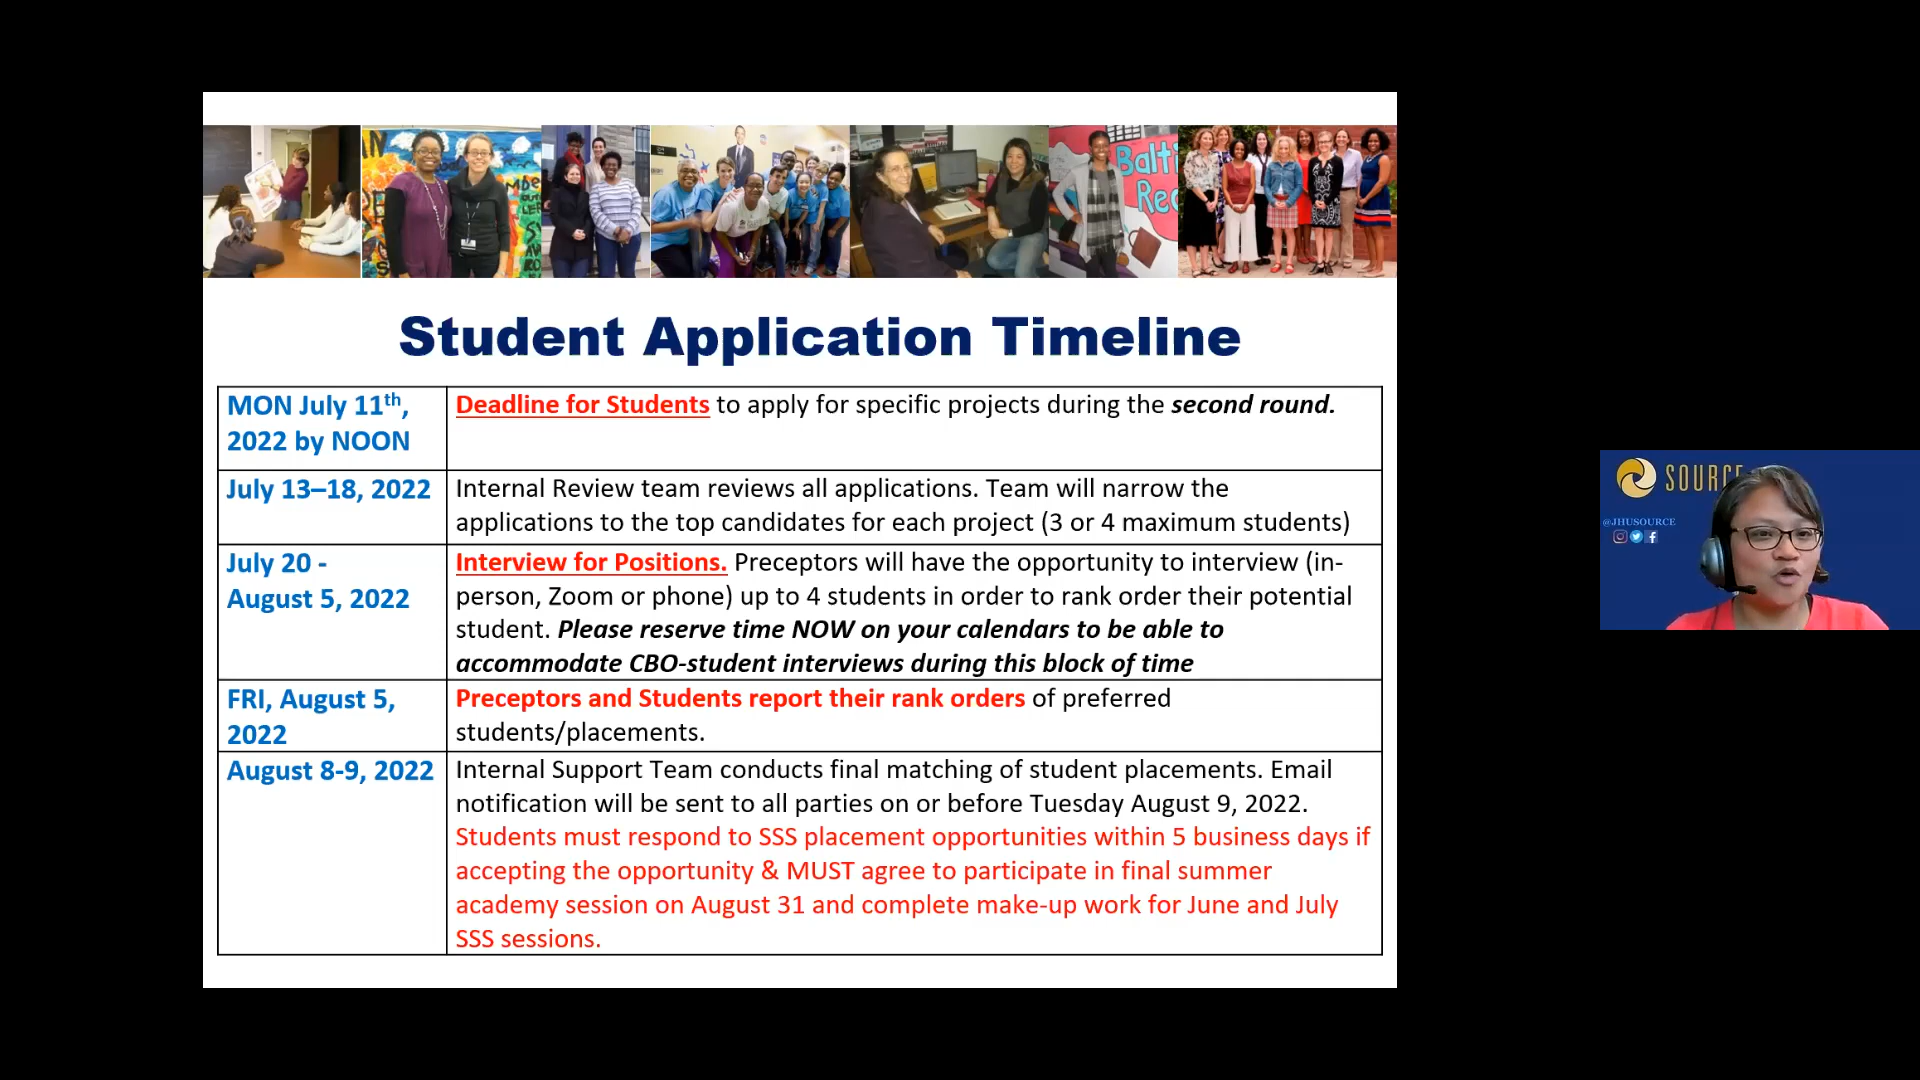 Student Application Timeline
MON July 11th,
2022 by NOON
Deadline for Students to apply for specific projects during the second round.
July 13–18, 2022
Internal Review team reviews all applications. Team will narrow the
applications to the top candidates for each project (3 or 4 maximum students)
July 20 -
August 5, 2022
Interview for Positions. Preceptors will have the opportunity to interview (in-
person, Zoom or phone) up to 4 students in order to rank order their potential
student. Please reserve time NOW on your calendars to be able to
accommodate CBO-student interviews during this block of time
FRI, August 5,
2022
Preceptors and Students report their rank orders of preferred
students/placements.
August 8-9, 2022
Internal Support Team conducts final matching of student placements. Email
notification will be sent to all parties on or before Tuesday August 9, 2022.
Students must respond to SSS placement opportunities within 5 business days if
accepting the opportunity & MUST agree to participate in final summer
academy session on August 31 and complete make-up work for June and July
SSS sessions.
SOURCE
@JHUSOURCE